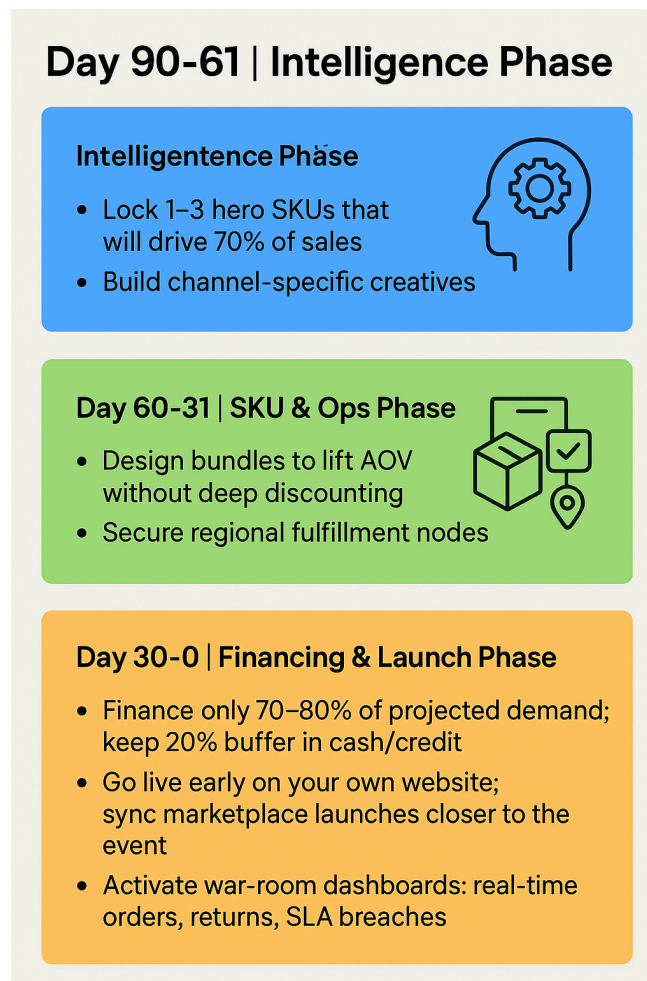 Day 90-61 | Intelligence Phase
Intelligentence Phàse
• Lock 1–3 hero SKUs that
will drive 70% of sales
• Build channel-specific creatives
Day 60-31 | SKU & Ops Phase
• Design bundles to lift AOV
without deep discounting
• Secure regional fulfillment nodes
Day 30-0 | Financing & Launch Phase
• Finance only 70–80% of projected demand;
keep 20% buffer in cash/credit
• Go live early on your own website;
sync marketplace launches closer to the
event
• Activate war-room dashboards: real-time
orders, returns, SLA breaches